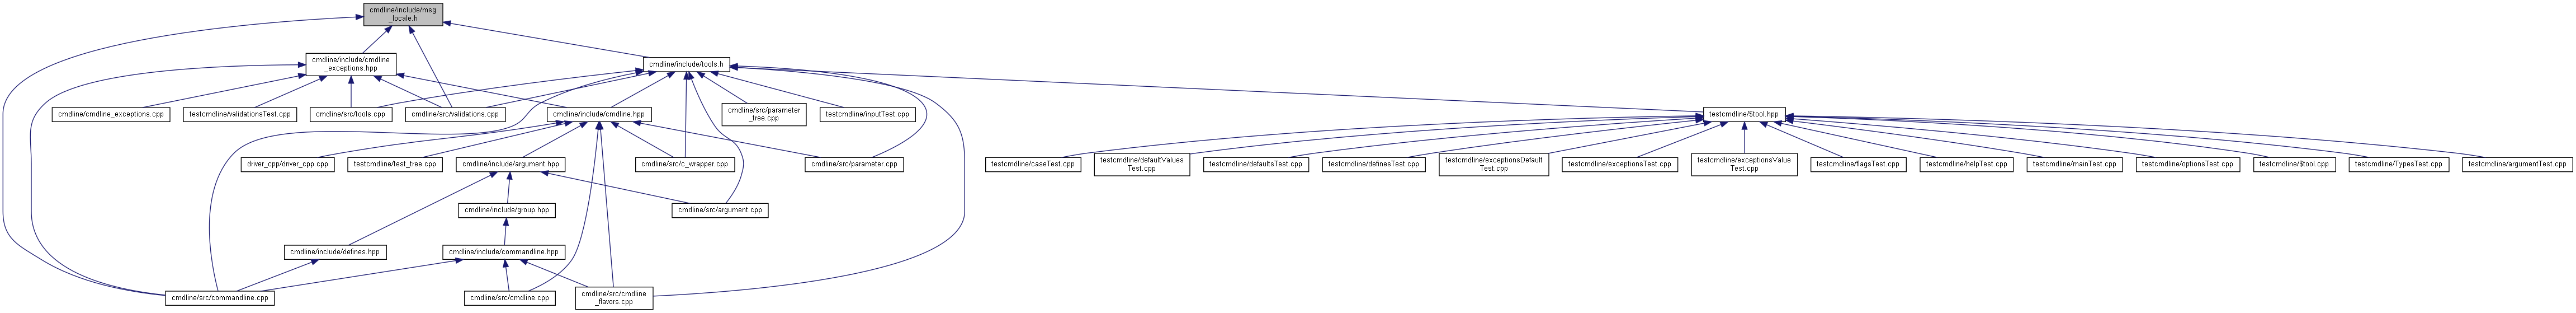 cmdline/include/msg
_locale.h
cmdline/include/cmdline
_exceptions.hpp
cmdline/include/tools.h
cmdline/cmdline_exceptions.cpp
testcmdline/validationsTest.cpp
cmdline/src/tools.cpp
cmdline/src/validations.cpp
cmdline/include/cmdline.hpp
cmdline/src/parameter
_tree.cpp
testcmdline/inputTest.cpp
testcmdline/$tool.hpp
driver_cpp/driver_cpp.cpp
testcmdline/test_tree.cpp
cmdline/include/argument.hpp
cmdline/src/c_wrapper.cpp
cmdline/src/parameter.cpp
testcmdline/caseTest.cpp
testcmdline/defaultValues
Test.cpp
testcmdline/defaultsTest.cpp
testcmdline/definesTest.cpp
testcmdline/exceptionsDefault
Test.cpp
testcmdline/exceptionsTest.cpp
testcmdline/exceptionsValue
Test.cpp
testcmdline/flagsTest.cpp
testcmdline/helpTest.cpp
testcmdline/mainTest.cpp
testcmdline/optionsTest.cpp
testcmdline/$tool.cpp
testcmdline/TypesTest.cpp
testcmdline/argumentTest.cpp
cmdline/include/group.hpp
cmdline/src/argument.cpp
cmdline/include/defines.hpp
cmdline/include/commandline.hpp
cmdline/src/commandline.cpp
cmdline/src/cmdline.cpp
cmdline/src/cmdline
_flavors.cpp